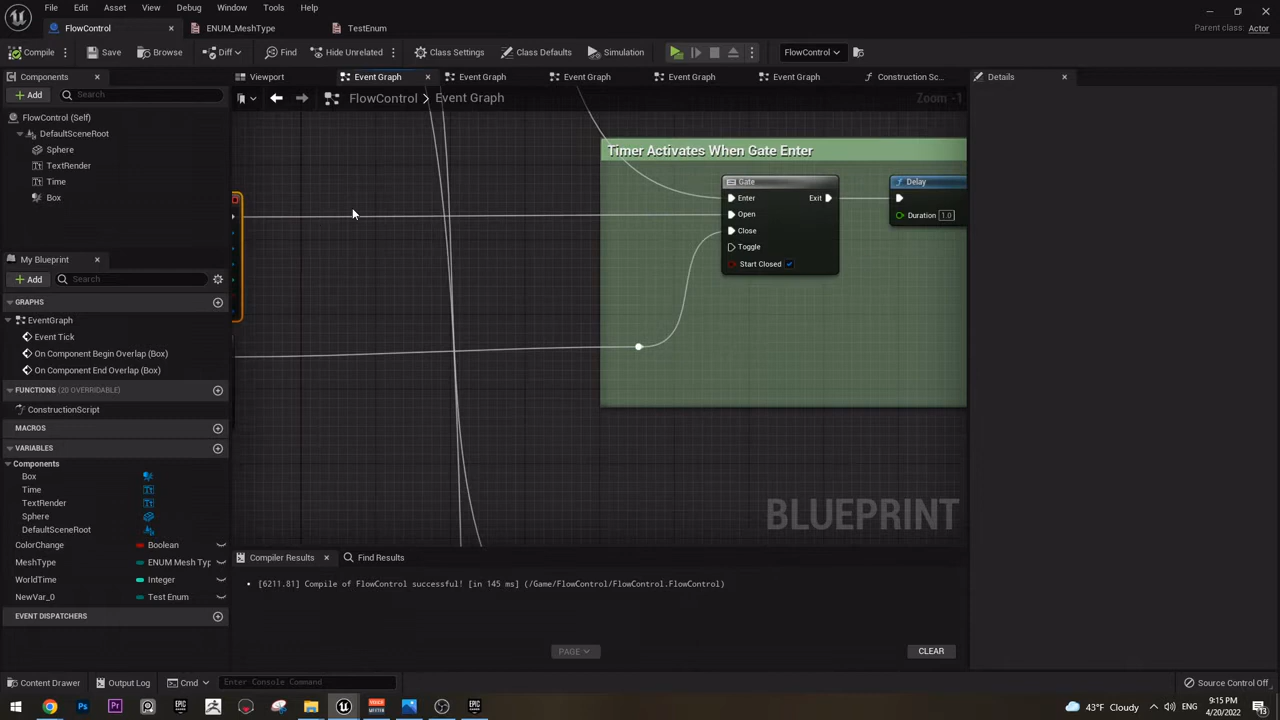 File
Edit
Asset
View
Debug
Window
Tools
Help
FlowControl
ENUM_MeshType
TestEnum
Parent class: Actor
Compile
Save
Browse
Diff
Find
Hide Unrelated
Class Settings
Class Defaults
Simulation
FlowControl
Components
Viewport
Event Graph
Event Graph
Event Graph
Event Graph
Event Graph
Construction Sc...
Details
Add
Search
FlowControl > Event Graph
Zoom -1
FlowControl (Self)
DefaultSceneRoot
Sphere
TextRender
Time
Box
Timer Activates When Gate Enter
Gate
Enter
Exit
Open
Close
Toggle
Start Closed
Delay
Duration 1.0
BLUEPRINT
My Blueprint
Add
Search
GRAPHS
EventGraph
Event Tick
On Component Begin Overlap (Box)
On Component End Overlap (Box)
FUNCTIONS (20 OVERRIDABLE)
ConstructionScript
MACROS
VARIABLES
Components
Box
Time
TextRender
Sphere
DefaultSceneRoot
ColorChange Boolean
MeshType ENUM Mesh Typ
WorldTime Integer
NewVar_0 Test Enum
EVENT DISPATCHERS
Compiler Results
Find Results
[6211.81] Compile of FlowControl successful! [in 145 ms] (/Game/FlowControl/FlowControl.FlowControl)
PAGE
CLEAR
Content Drawer
Output Log
Cmd
Enter Console Command
Source Control Off
Ps
Pr
EPIC
EPIC
43°F Cloudy
9:15 PM
4/20/2022